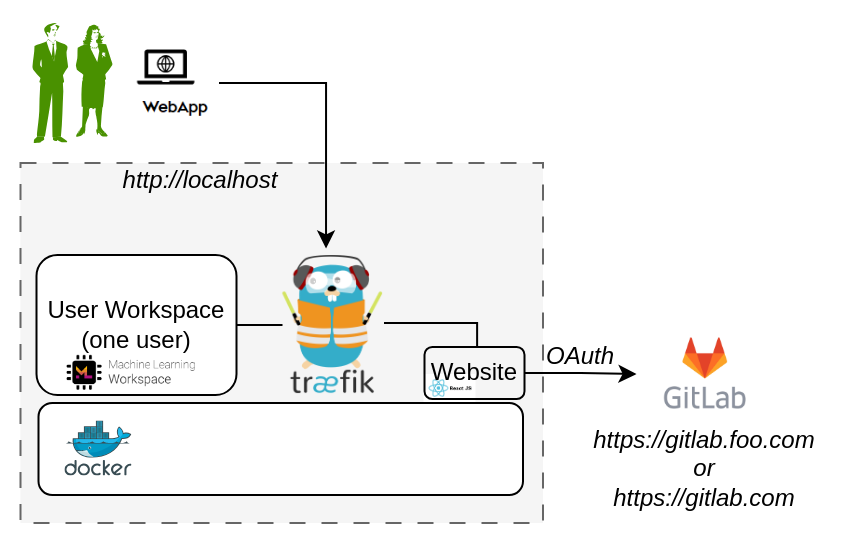 WebApp
http://localhost
User Workspace
(one user)
Machine Learning
Workspace
træfik
Website
React JS
OAuth
GitLab
https://gitlab.foo.com
or
https://gitlab.com
docker